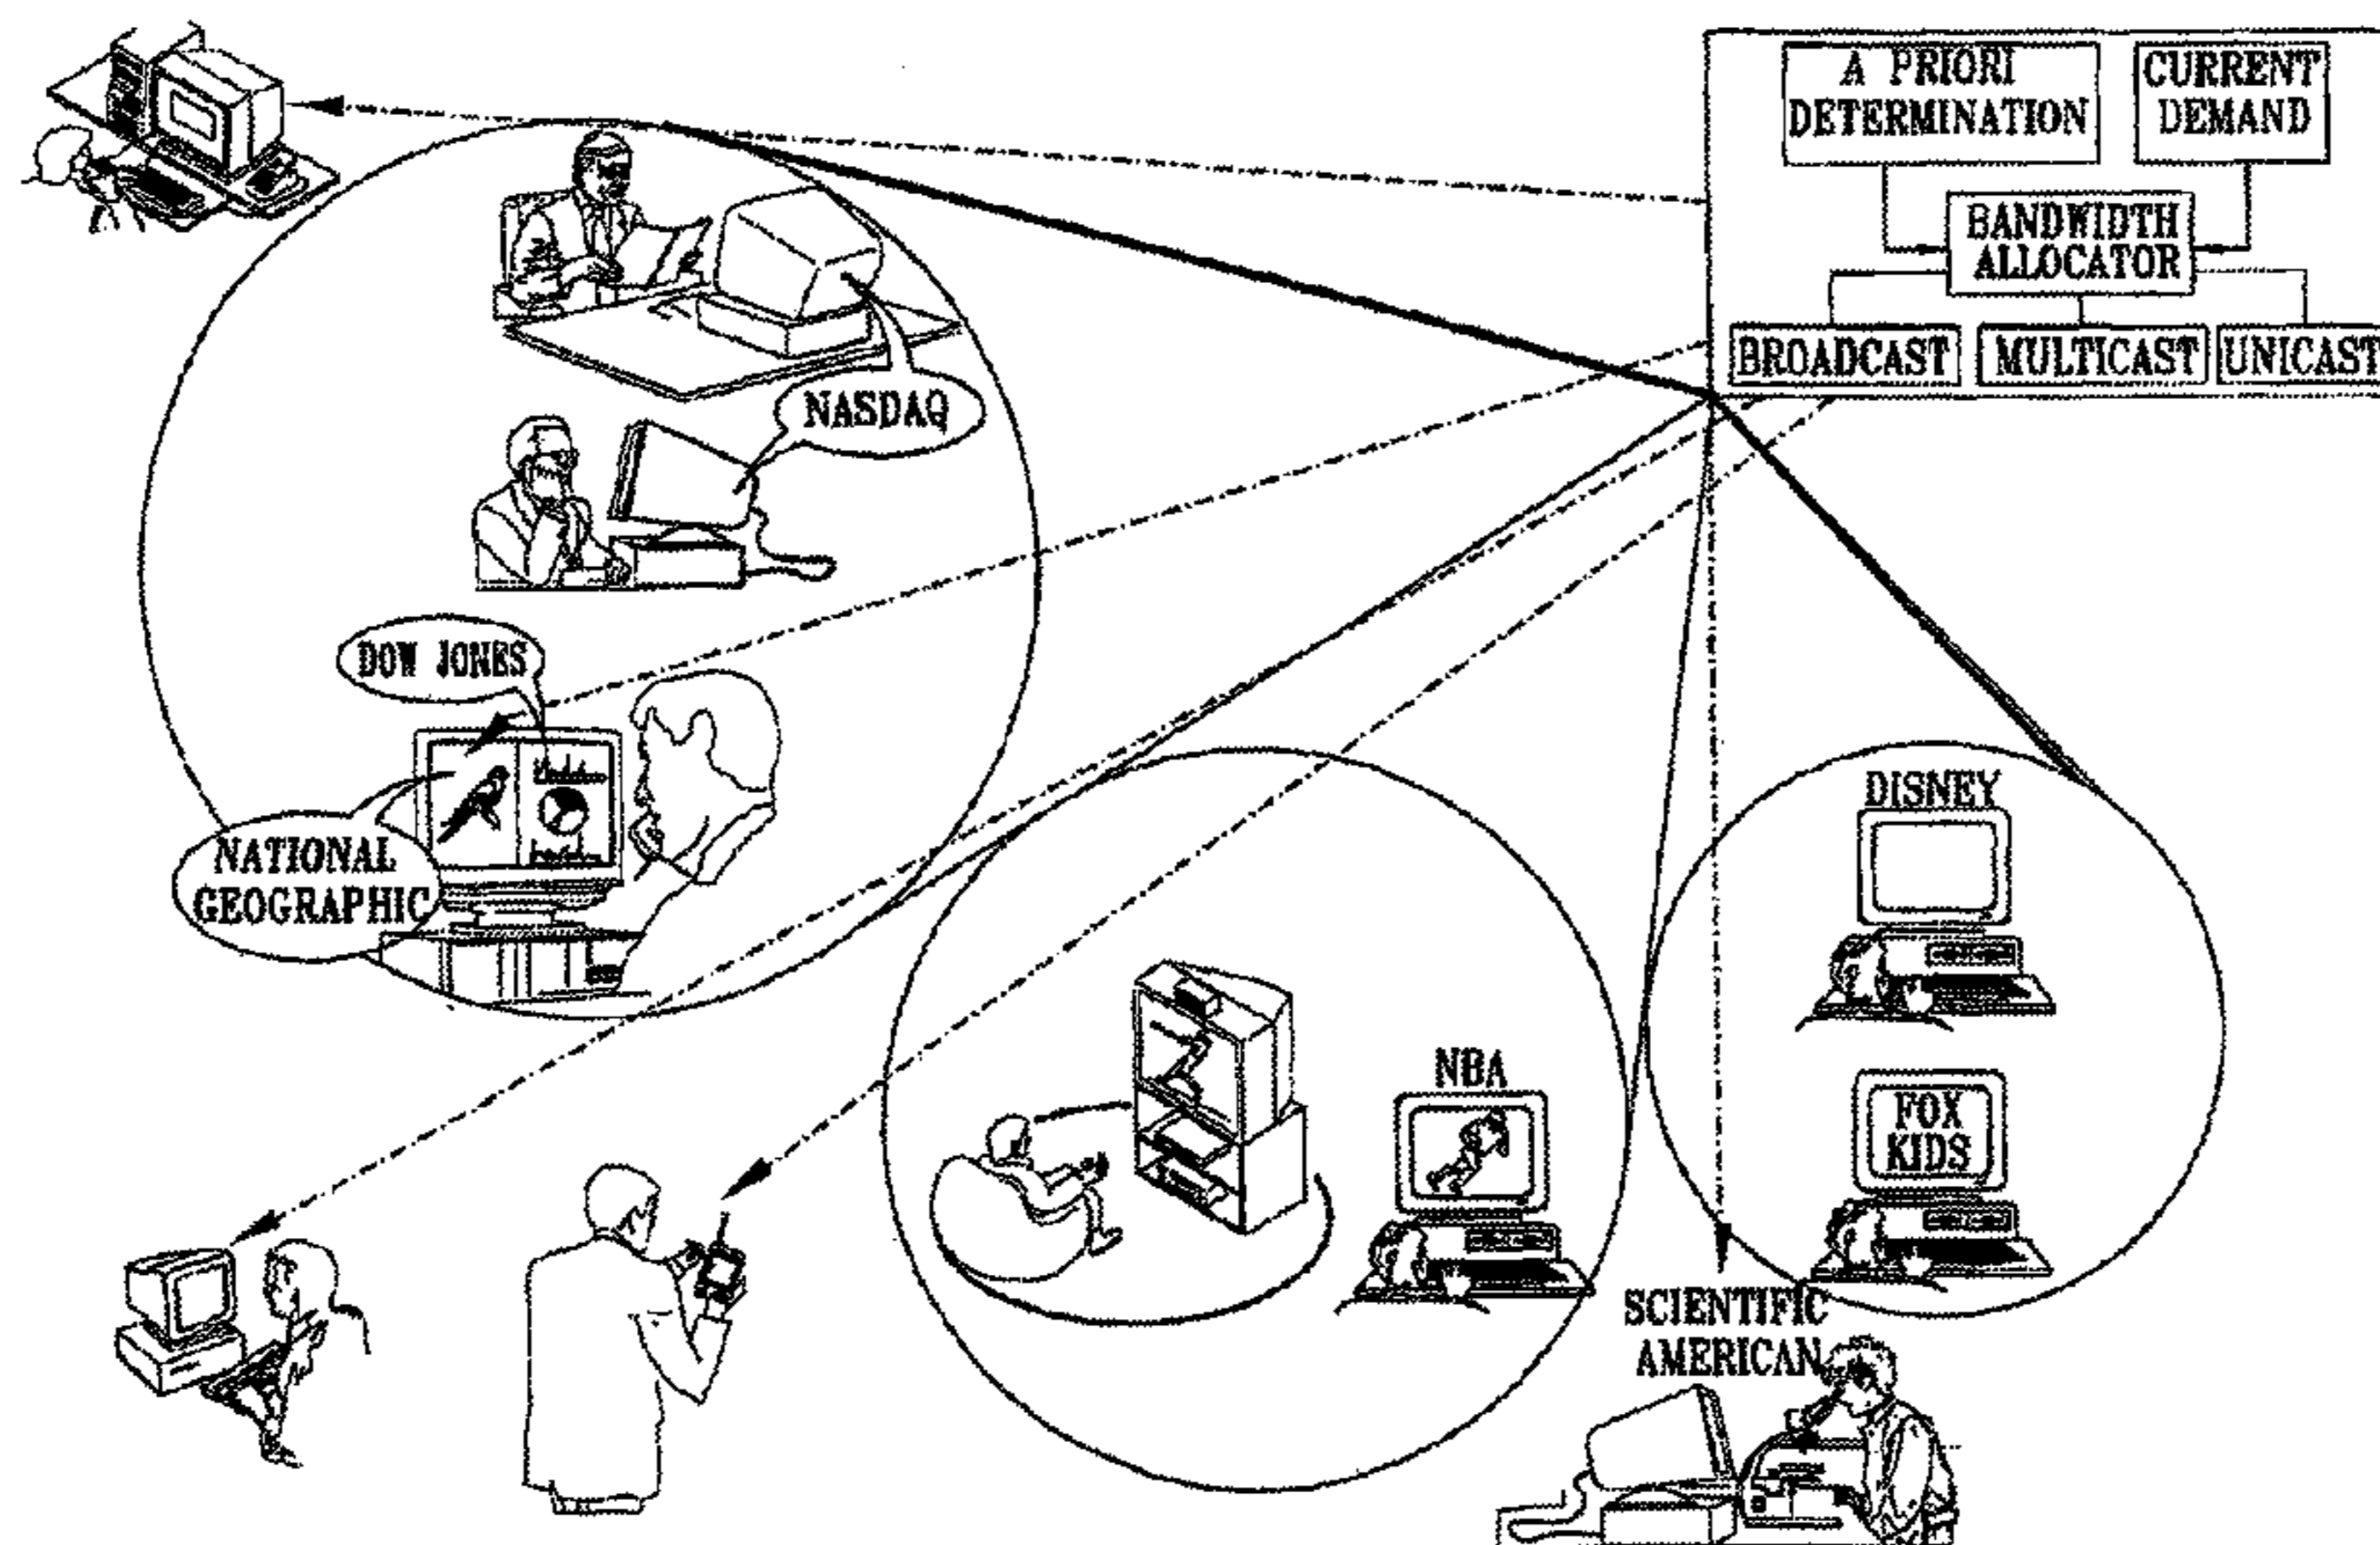 A PRIORI
DETERMINATION
CURRENT
DEMAND
BANDWIDTH
ALLOCATOR
BROADCAST
MULTICAST
UNICAST
NASDAQ
DOW JONES
NATIONAL
GEOGRAPHIC
DISNEY
NBA
FOX
KIDS
SCIENTIFIC
AMERICAN